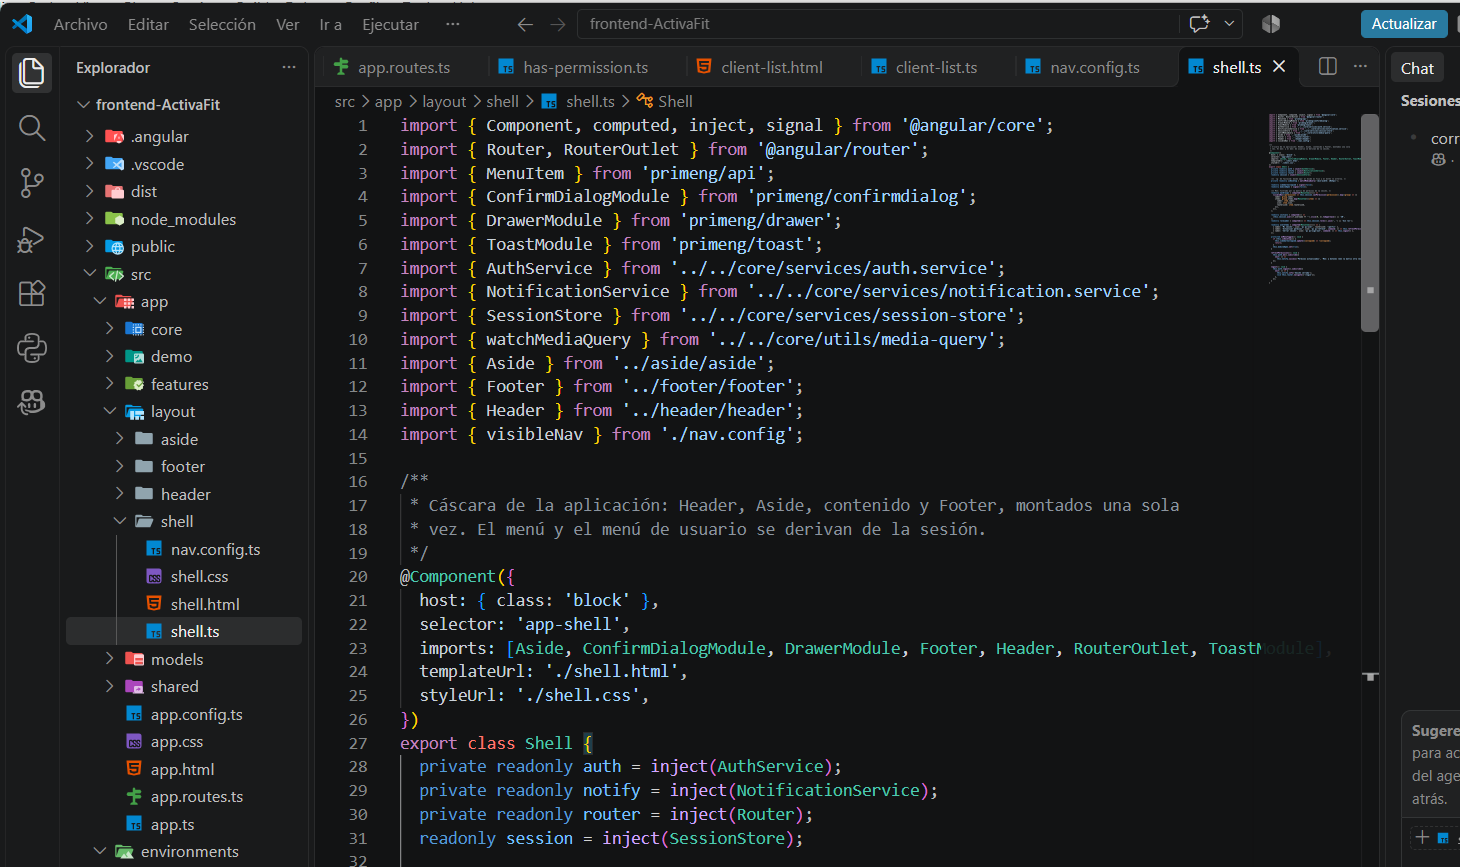 Archivo Editar Selección Ver Ir a Ejecutar ··· frontend-ActivaFit Actualizar
Explorador ···
app.routes.ts has-permission.ts client-list.html client-list.ts nav.config.ts shell.ts ···
Chat
Sesiones
corr
src > app > layout > shell > shell.ts > Shell
frontend-ActivaFit
.angular
.vscode
dist
node_modules
public
src
app
core
demo
features
layout
aside
footer
header
shell
nav.config.ts
shell.css
shell.html
shell.ts
models
shared
app.config.ts
app.css
app.html
app.routes.ts
app.ts
environments
1 import { Component, computed, inject, signal } from '@angular/core';
2 import { Router, RouterOutlet } from '@angular/router';
3 import { MenuItem } from 'primeng/api';
4 import { ConfirmDialogModule } from 'primeng/confirmdialog';
5 import { DrawerModule } from 'primeng/drawer';
6 import { ToastModule } from 'primeng/toast';
7 import { AuthService } from '../../core/services/auth.service';
8 import { NotificationService } from '../../core/services/notification.service';
9 import { SessionStore } from '../../core/services/session-store';
10 import { watchMediaQuery } from '../../core/utils/media-query';
11 import { Aside } from '../aside/aside';
12 import { Footer } from '../footer/footer';
13 import { Header } from '../header/header';
14 import { visibleNav } from './nav.config';
15
16 /**
17 * Cáscara de la aplicación: Header, Aside, contenido y Footer, montados una sola
18 * vez. El menú y el menú de usuario se derivan de la sesión.
19 */
20 @Component({
21 host: { class: 'block' },
22 selector: 'app-shell',
23 imports: [Aside, ConfirmDialogModule, DrawerModule, Footer, Header, RouterOutlet, ToastModule],
24 templateUrl: './shell.html',
25 styleUrl: './shell.css',
26 })
27 export class Shell {
28 private readonly auth = inject(AuthService);
29 private readonly notify = inject(NotificationService);
30 private readonly router = inject(Router);
31 readonly session = inject(SessionStore);
32
Sugere
para ac
del age
atrás.